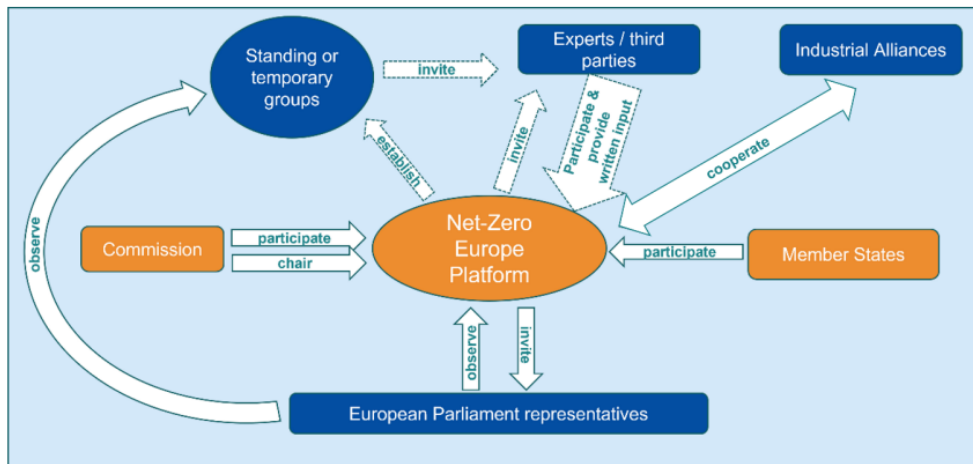 Standing or
temporary
groups
invite
Experts / third
parties
Industrial Alliances
establish
invite
Participate &
provide
written input
cooperate
observe
Commission
participate
chair
Net-Zero
Europe
Platform
participate
Member States
observe
invite
European Parliament representatives